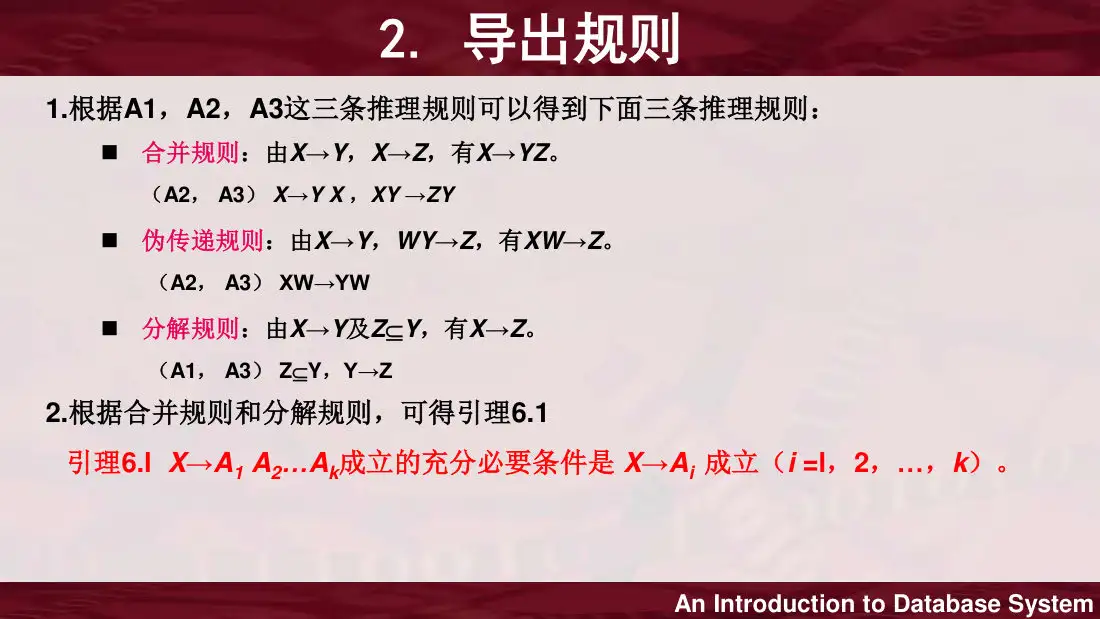 2. 导出规则
1.根据A1，A2，A3这三条推理规则可以得到下面三条推理规则：
■ 合并规则：由X→Y，X→Z，有X→YZ。
（A2， A3） X→Y X ，XY →ZY
■ 伪传递规则：由X→Y，WY→Z，有XW→Z。
（A2， A3） XW→YW
■ 分解规则：由X→Y及Z⊆Y，有X→Z。
（A1， A3） Z⊆Y，Y→Z
2.根据合并规则和分解规则，可得引理6.1
引理6.l X→A1 A2…Ak成立的充分必要条件是 X→Ai 成立（i =l，2，…，k）。
An Introduction to Database System